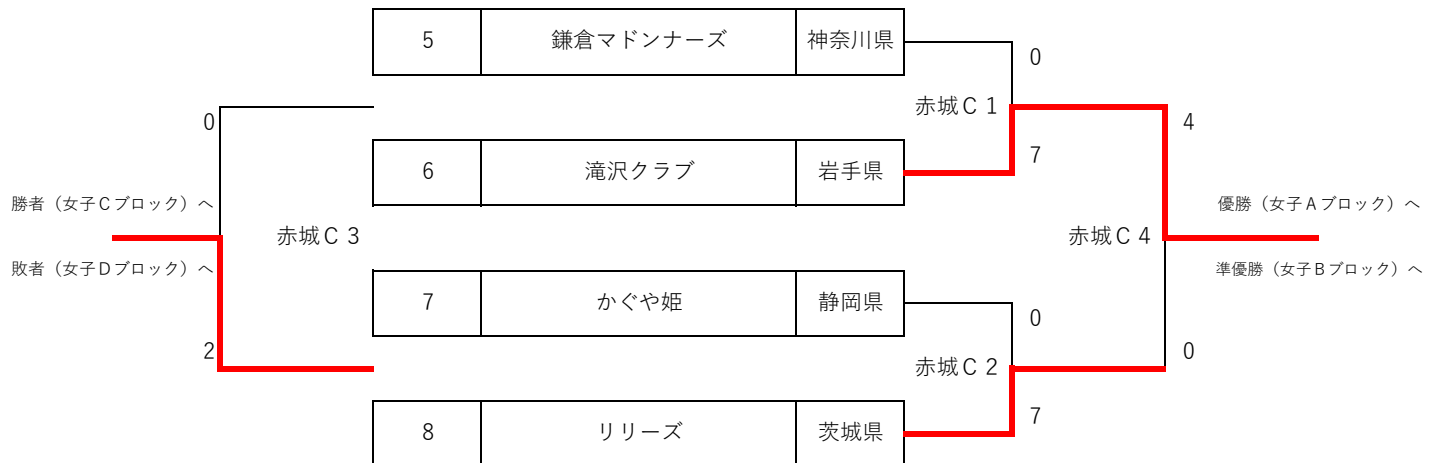 5 鎌倉マドンナーズ 神奈川県
0
赤城Ｃ１
0
4
6 滝沢クラブ 岩手県
7
勝者（女子Ｃブロック）へ
優勝（女子Ａブロック）へ
赤城Ｃ３
赤城Ｃ４
敗者（女子Ｄブロック）へ
準優勝（女子Ｂブロック）へ
7 かぐや姫 静岡県
0
2
0
赤城Ｃ２
7
8 リリーズ 茨城県